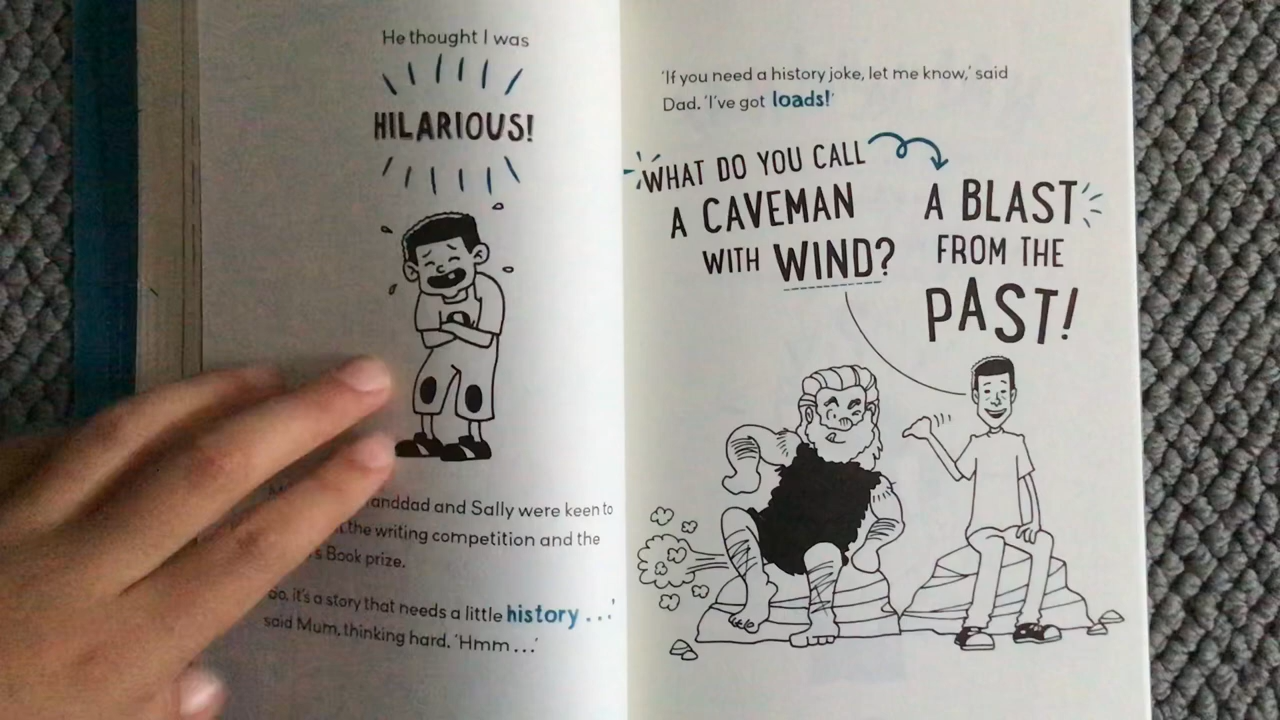 He thought I was
HILARIOUS!
anddad and Sally were keen to
the writing competition and the
Book prize.
So, it's a story that needs a little history . . .'
said Mum, thinking hard. 'Hmm . . .'
'If you need a history joke, let me know,' said
Dad. 'I've got loads!'
WHAT DO YOU CALL
A CAVEMAN
WITH WIND?
A BLAST
FROM THE
PAST!